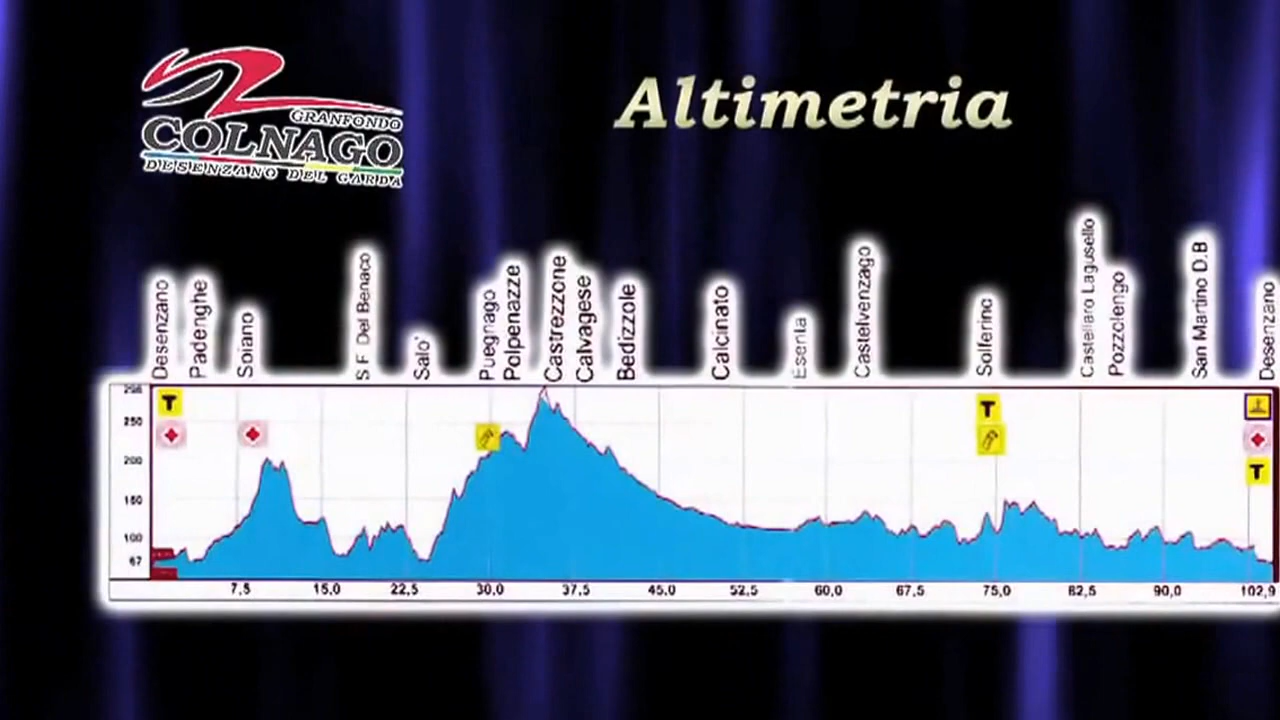 GRANFONDO
COLNAGO
DESENZANO DEL GARDA
Altimetria
Desenzano
Padenghe
Soiano
S F Del Benaco
Salo'
Puegnago
Polpenazze
Castrezzone
Calvagese
Bedizzole
Calcinato
Esenta
Castelvenzago
Solferino
Castellaro Lagusello
Pozzolengo
San Martino D.B
Desenzano
298
250
200
150
100
67
T
T
T
7,5 15,0 22,5 30,0 37,5 45,0 52,5 60,0 67,5 75,0 82,5 90,0 102,9